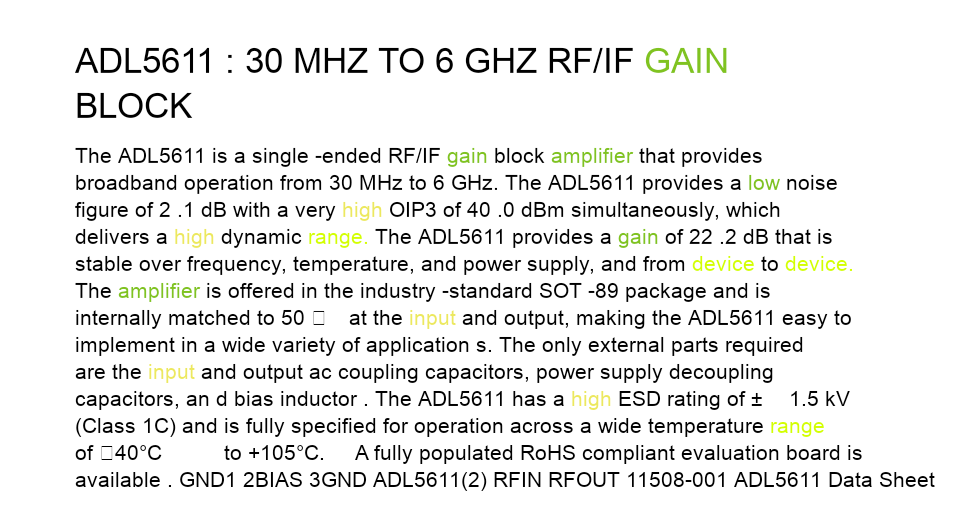 ADL5611 : 30 MHZ TO 6 GHZ RF/IF GAIN
BLOCK
The ADL5611 is a single -ended RF/IF gain block amplifier that provides
broadband operation from 30 MHz to 6 GHz. The ADL5611 provides a low noise
figure of 2 .1 dB with a very high OIP3 of 40 .0 dBm simultaneously, which
delivers a high dynamic range. The ADL5611 provides a gain of 22 .2 dB that is
stable over frequency, temperature, and power supply, and from device to device.
The amplifier is offered in the industry -standard SOT -89 package and is
internally matched to 50 □ at the input and output, making the ADL5611 easy to
implement in a wide variety of application s. The only external parts required
are the input and output ac coupling capacitors, power supply decoupling
capacitors, an d bias inductor . The ADL5611 has a high ESD rating of ± 1.5 kV
(Class 1C) and is fully specified for operation across a wide temperature range
of □40°C to +105°C. A fully populated RoHS compliant evaluation board is
available . GND1 2BIAS 3GND ADL5611(2) RFIN RFOUT 11508-001 ADL5611 Data Sheet